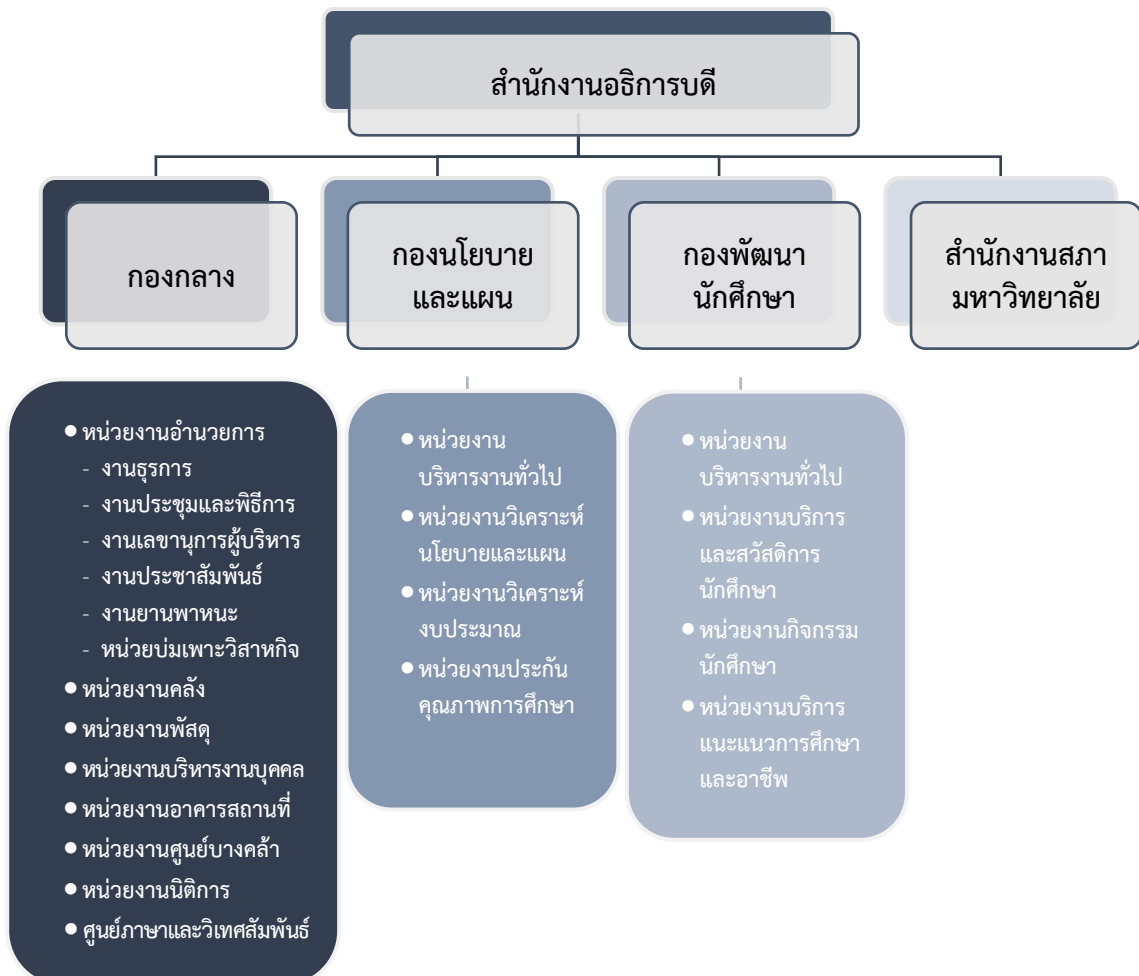 สำนักงานอธิการบดี
กองกลาง
กองนโยบาย
และแผน
กองพัฒนา
นักศึกษา
สำนักงานสภา
มหาวิทยาลัย
● หน่วยงานอำนวยการ
- งานธุรการ
- งานประชุมและพิธีการ
- งานเลขานุการผู้บริหาร
- งานประชาสัมพันธ์
- งานยานพาหนะ
- หน่วยบ่มเพาะวิสาหกิจ
● หน่วยงานคลัง
● หน่วยงานพัสดุ
● หน่วยงานบริหารงานบุคคล
● หน่วยงานอาคารสถานที่
● หน่วยงานศูนย์บางคล้า
● หน่วยงานนิติการ
● ศูนย์ภาษาและวิเทศสัมพันธ์
● หน่วยงาน
บริหารงานทั่วไป
● หน่วยงานวิเคราะห์
นโยบายและแผน
● หน่วยงานวิเคราะห์
งบประมาณ
● หน่วยงานประกัน
คุณภาพการศึกษา
● หน่วยงาน
บริหารงานทั่วไป
● หน่วยงานบริการ
และสวัสดิการ
นักศึกษา
● หน่วยงานกิจกรรม
นักศึกษา
● หน่วยงานบริการ
แนะแนวการศึกษา
และอาชีพ